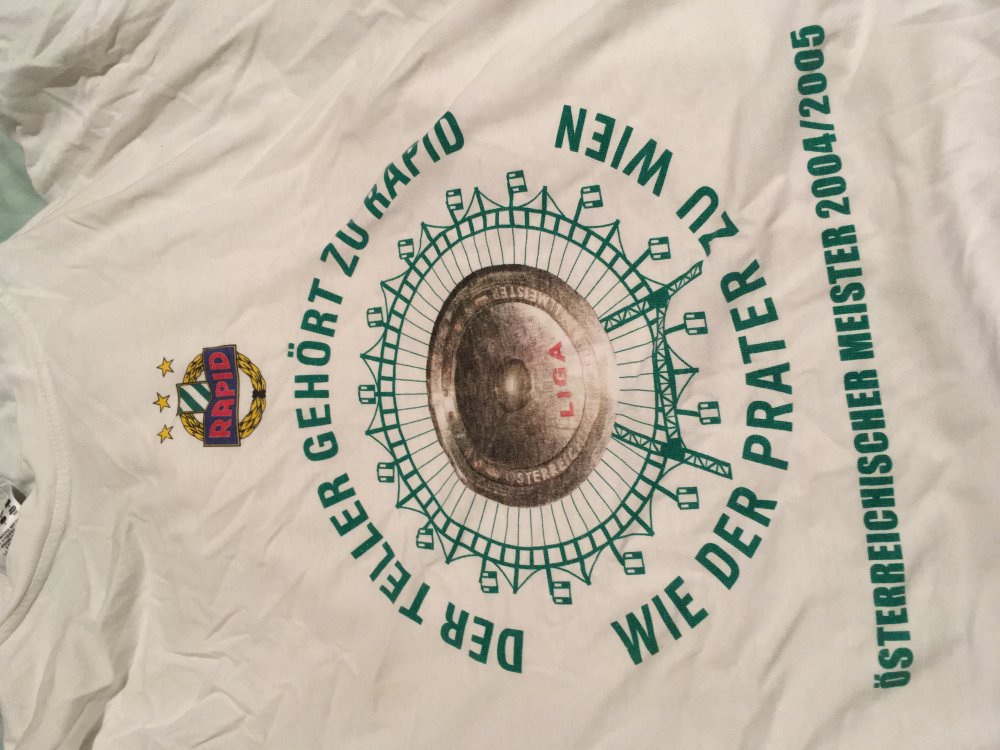 RAPID
DER TELLER GEHÖRT ZU RAPID
MEISTER
LIGA
ÖSTERREICH
WIE DER PRATER ZU WIEN
ÖSTERREICHISCHER MEISTER 2004/2005